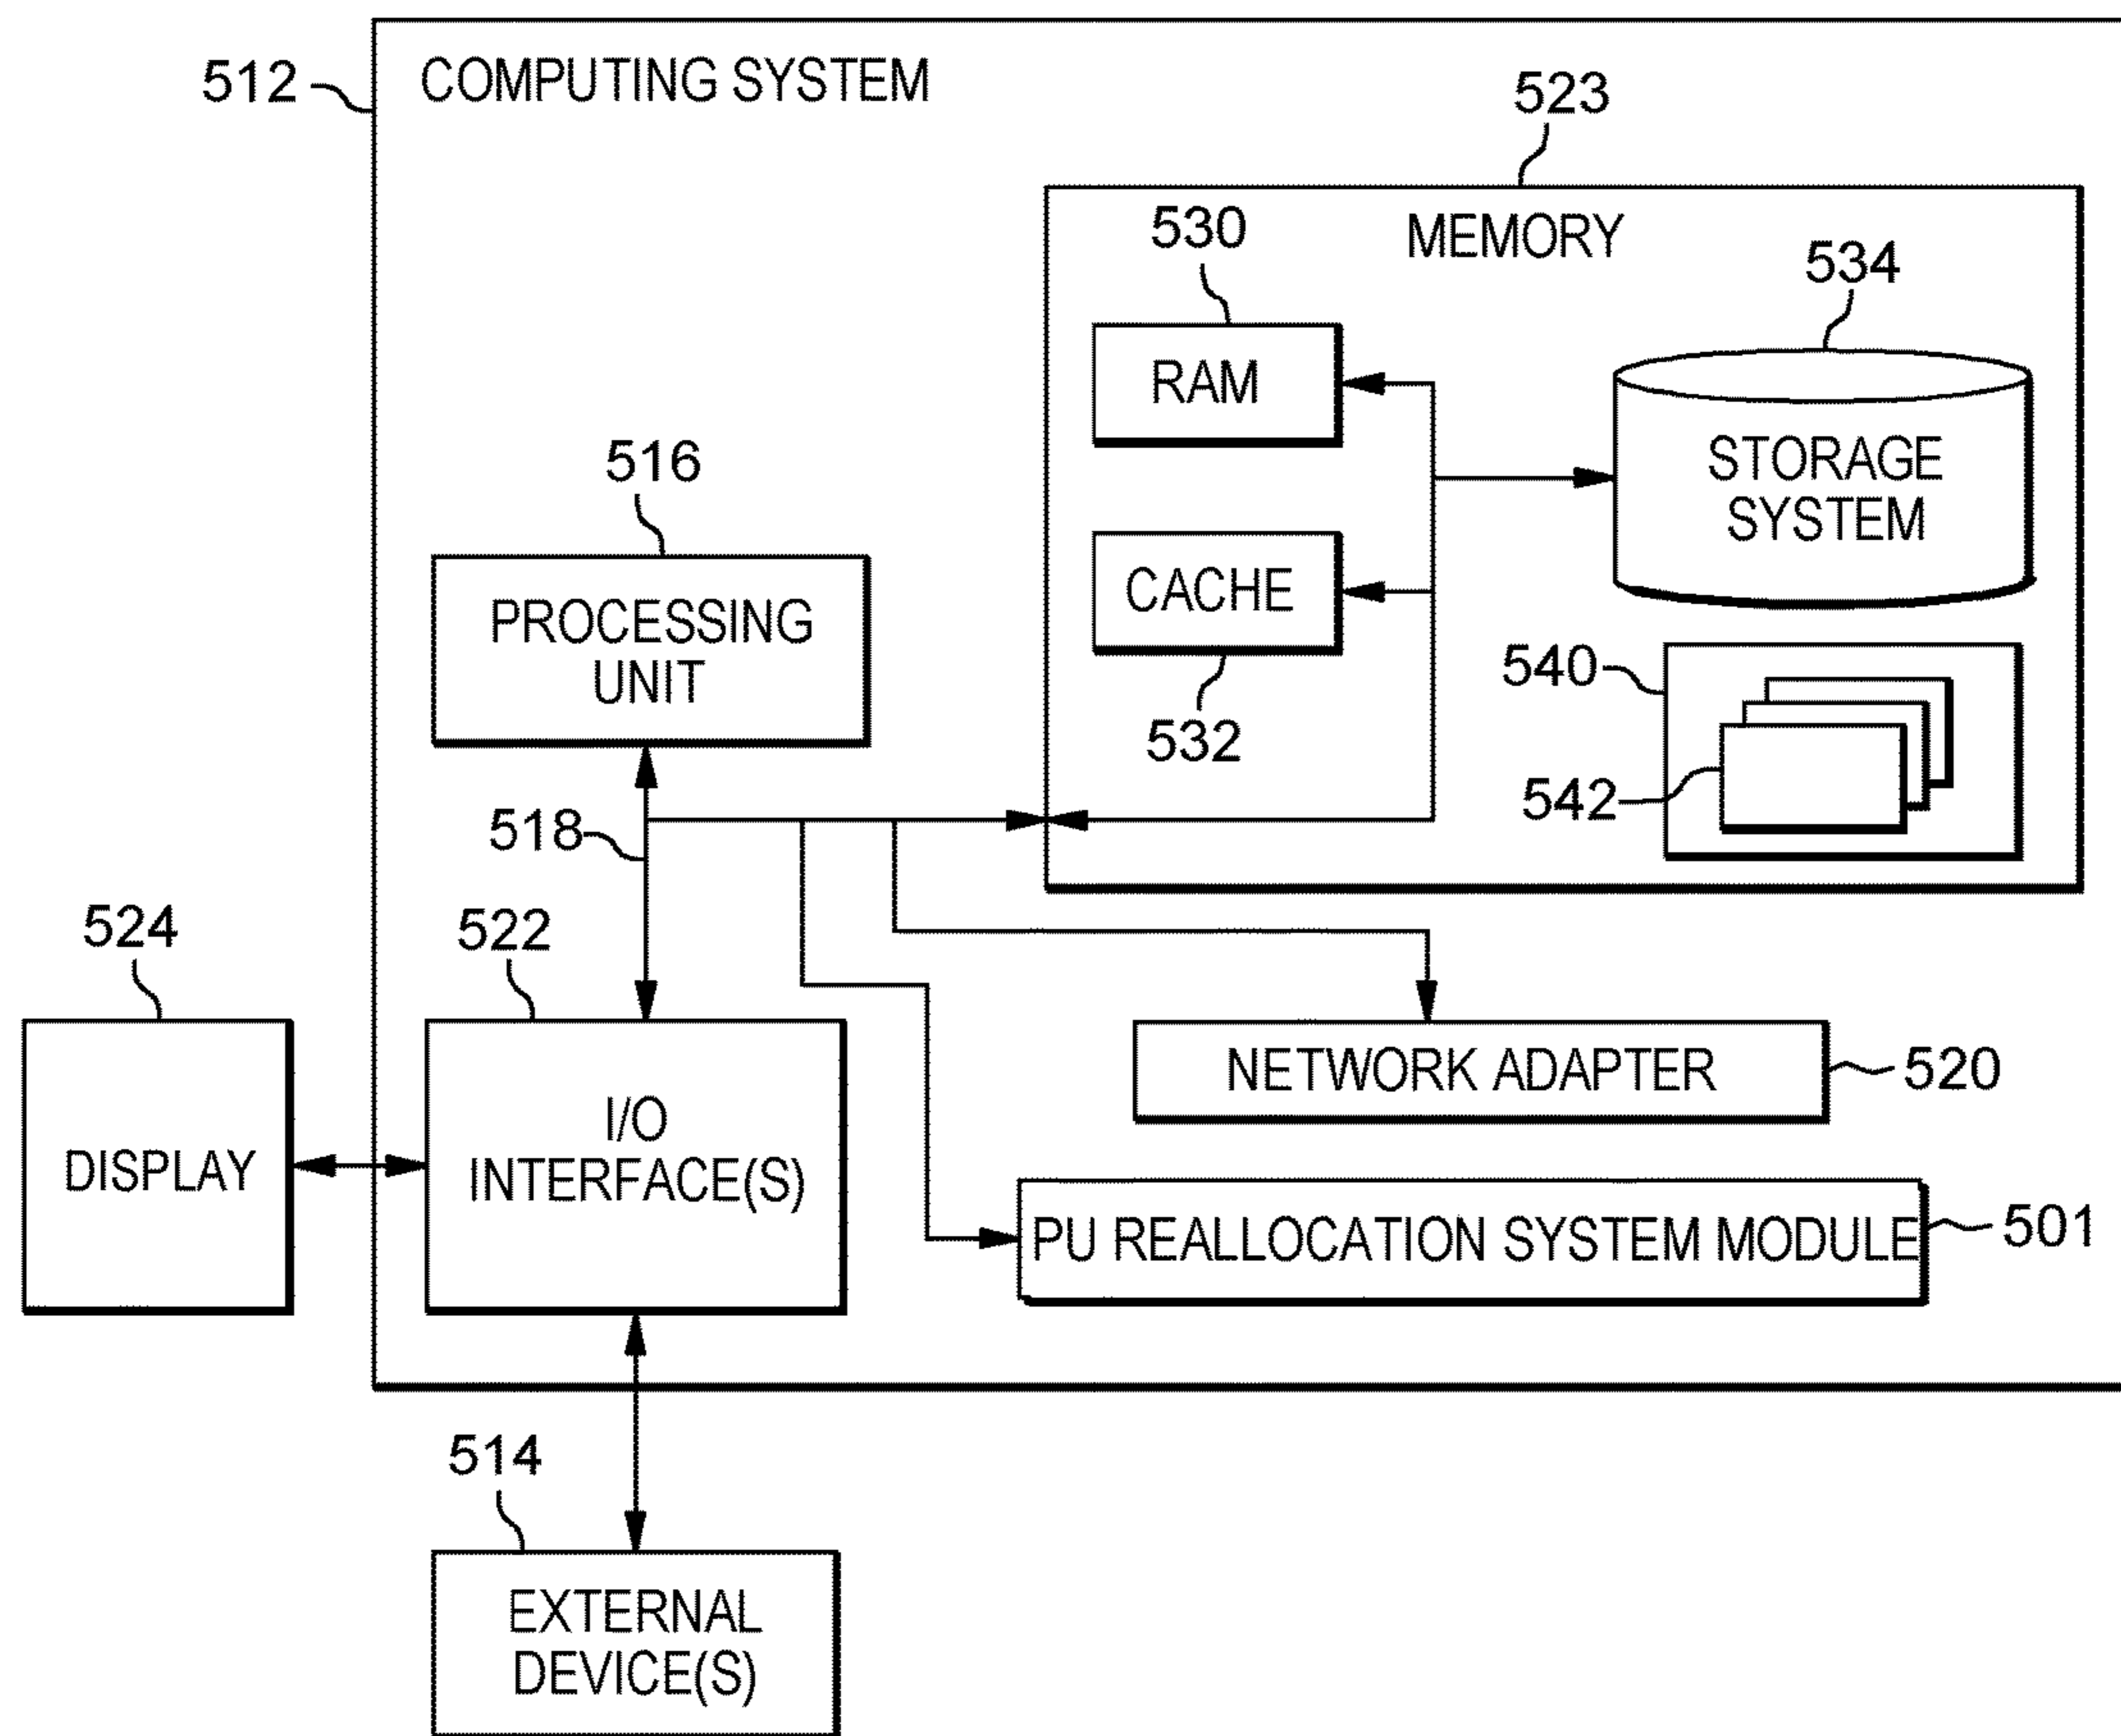 512
COMPUTING SYSTEM
523
530
MEMORY
534
RAM
STORAGE
SYSTEM
516
CACHE
PROCESSING
UNIT
532
540
542
518
524
522
NETWORK ADAPTER
520
I/O
INTERFACE(S)
DISPLAY
PU REALLOCATION SYSTEM MODULE
501
514
EXTERNAL
DEVICE(S)